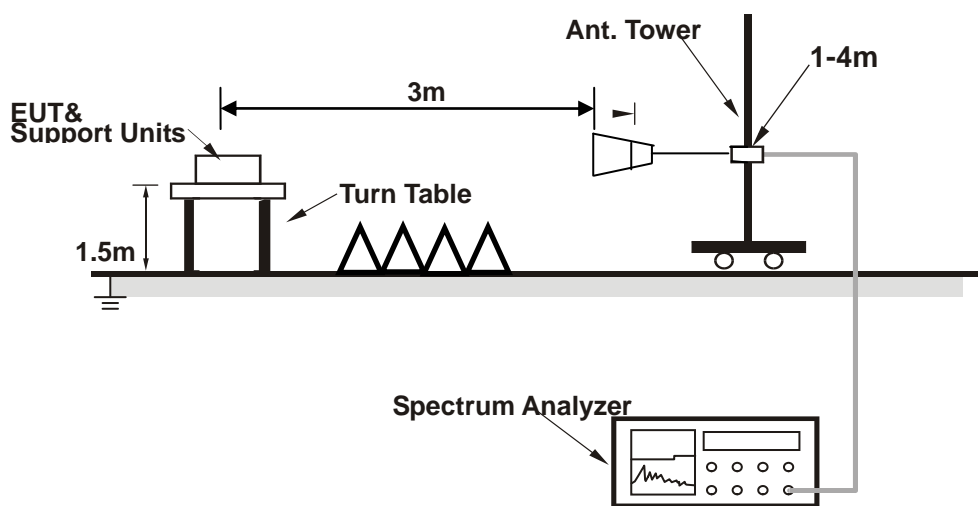 Ant. Tower
1-4m
3m
EUT&
Support Units
Turn Table
1.5m
Spectrum Analyzer